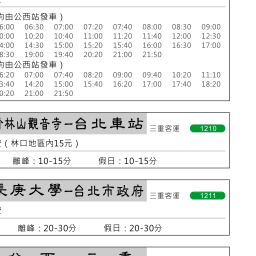 均由公西站發車)
6:00 06:30 07:00 07:20 07:40 08:00 08:30 09:00
0:00 10:20 10:40 11:00 11:20 11:40 12:00 12:30
4:00 14:30 15:00 15:20 15:40 16:00 16:30 17:00
8:30 19:00 19:40 20:20 21:00 21:50
均由公西站發車)
6:20 07:00 07:40 08:20 09:00 09:40 10:20 11:10
3:40 14:20 15:00 15:40 16:20 17:00 17:40 18:20
0:20 21:00 21:50
竹林山觀音寺－台北車站 三重客運 1210
(林口地區內15元)
離峰：10-15分 假日：10-15分
長庚大學－台北市政府 三重客運 1211
離峰：20-30分 假日：20-30分